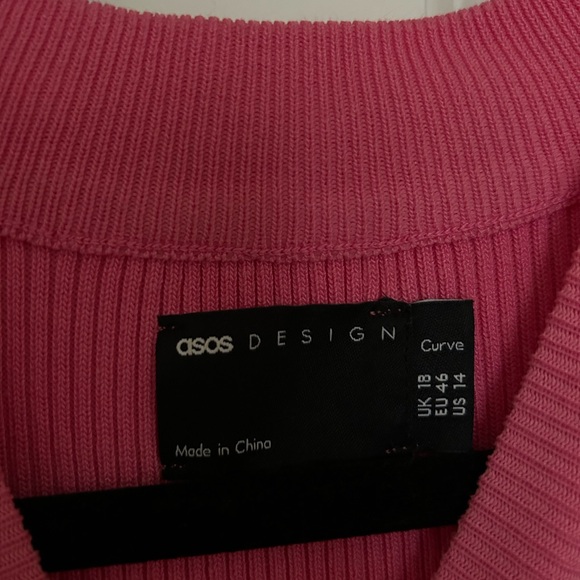 asos DESIGN
Curve
UK 18
EU 46
US 14
Made in China